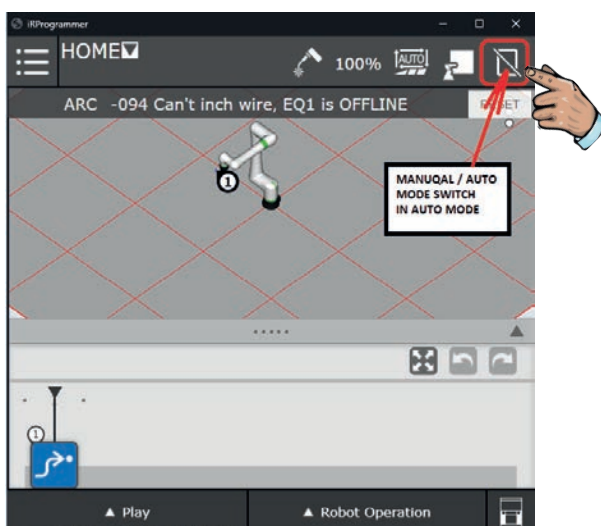 iRProgrammer
HOME
100%
AUTO
ARC -094 Can't inch wire, EQ1 is OFFLINE
1
MANUQAL / AUTO
MODE SWITCH
IN AUTO MODE
1
Play
Robot Operation